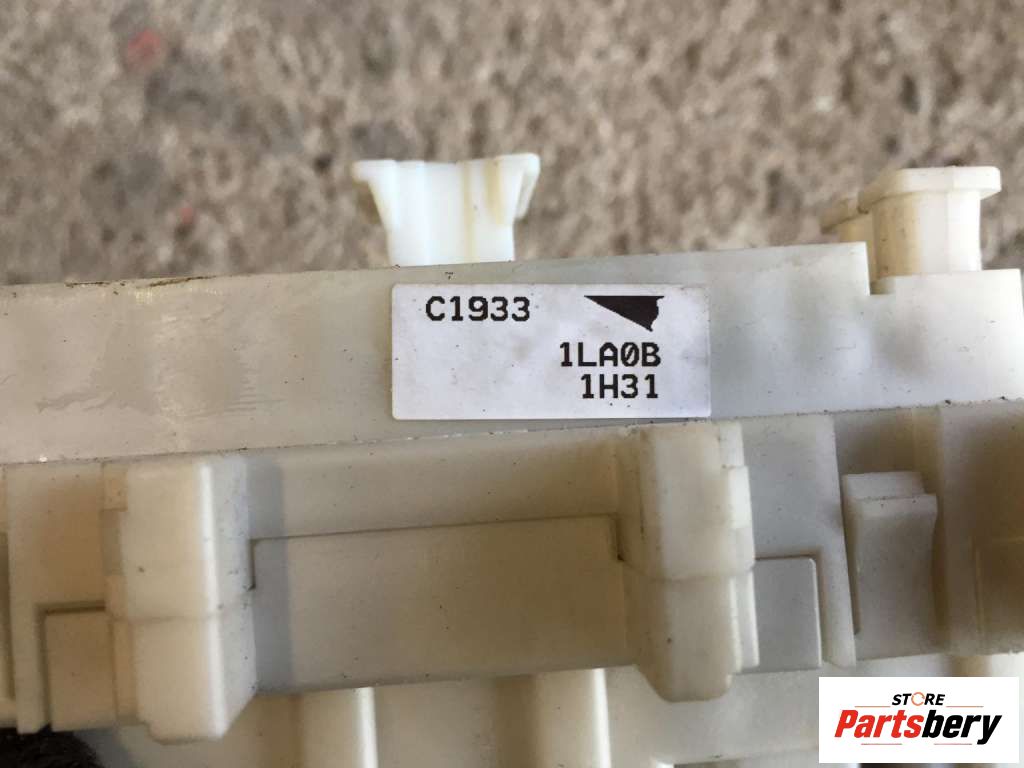 C1933
1LA0B
1H31
STORE
Partsbery